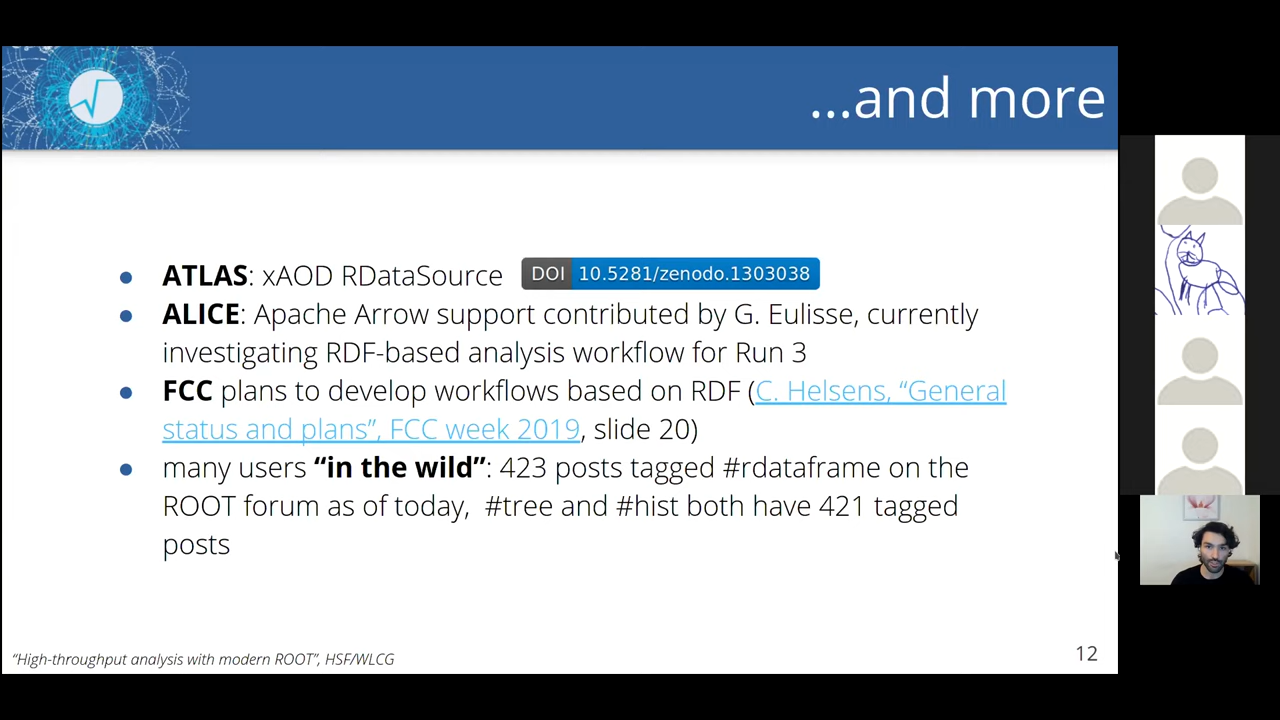 ...and more
● ATLAS: xAOD RDataSource DOI 10.5281/zenodo.1303038
● ALICE: Apache Arrow support contributed by G. Eulisse, currently
investigating RDF-based analysis workflow for Run 3
● FCC plans to develop workflows based on RDF (C. Helsens, “General
status and plans”, FCC week 2019, slide 20)
● many users “in the wild”: 423 posts tagged #rdataframe on the
ROOT forum as of today, #tree and #hist both have 421 tagged
posts
“High-throughput analysis with modern ROOT”, HSF/WLCG
12